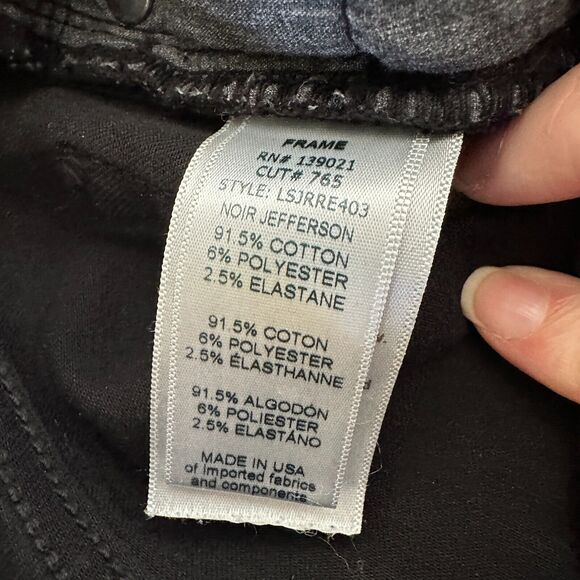 FRAME
RN# 139021
CUT# 765
STYLE: LSJRRE403
NOIR JEFFERSON
91.5% COTTON
6% POLYESTER
2.5% ELASTANE
91.5% COTON
6% POLYESTER
2.5% ÉLASTHANNE
91.5% ALGODÓN
6% POLIESTER
2.5% ELASTANO
MADE IN USA
of imported fabrics
and components